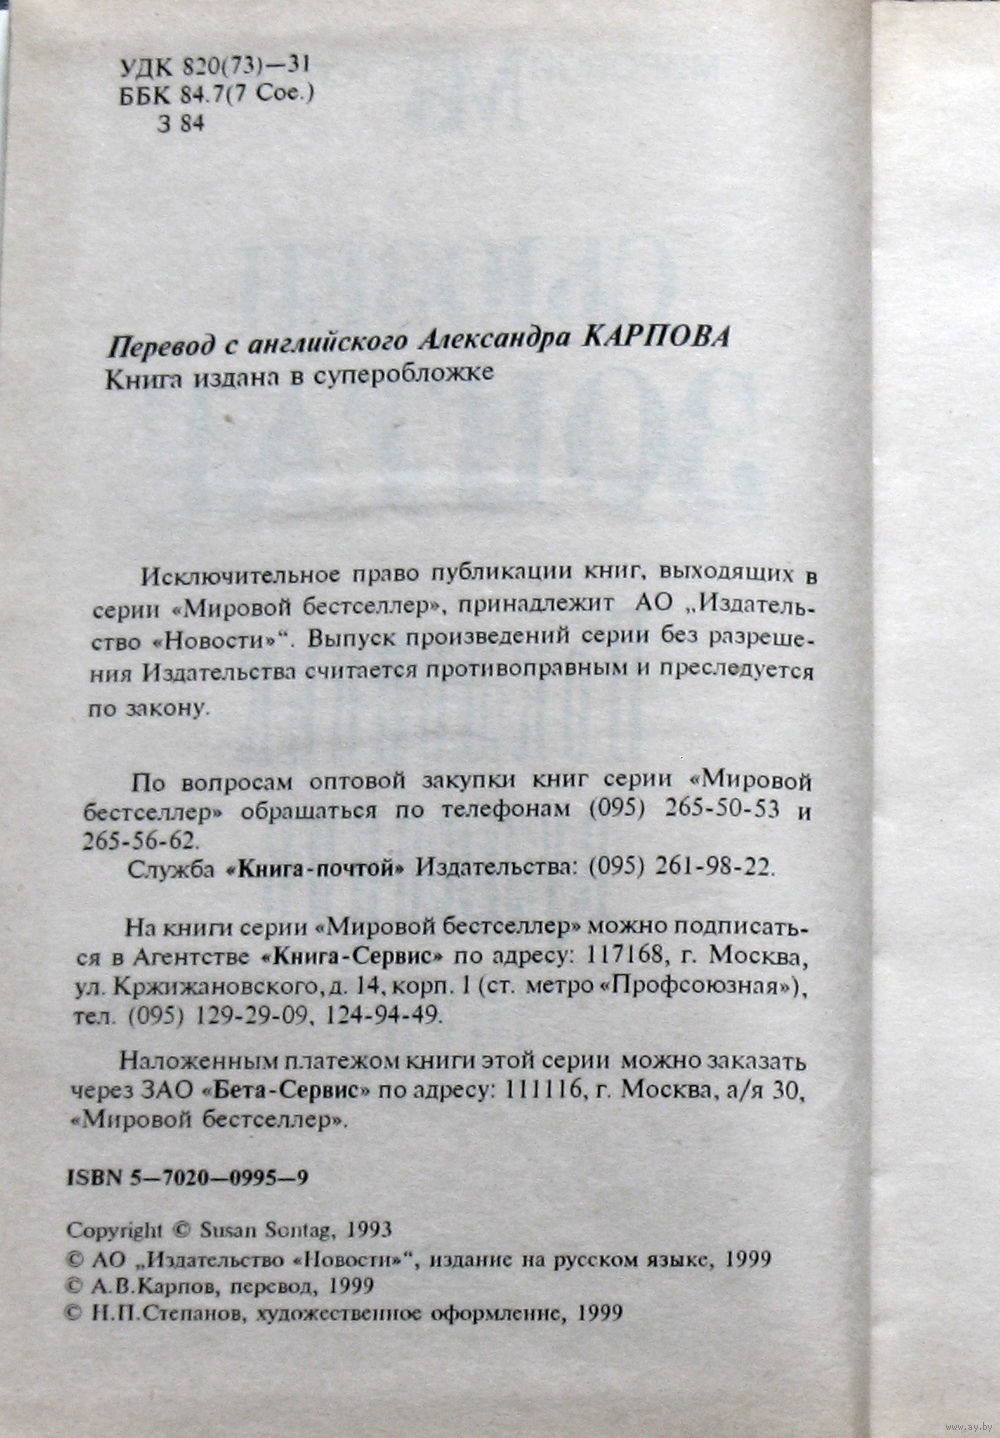 УДК 820(73)—31
ББК 84.7(7 Сое.)
З 84
Перевод с английского Александра КАРПОВА
Книга издана в суперобложке
Исключительное право публикации книг, выходящих в
серии «Мировой бестселлер», принадлежит АО „Издатель-
ство «Новости»“. Выпуск произведений серии без разреше-
ния Издательства считается противоправным и преследуется
по закону.
По вопросам оптовой закупки книг серии «Мировой
бестселлер» обращаться по телефонам (095) 265-50-53 и
265-56-62.
Служба «Книга-почтой» Издательства: (095) 261-98-22.
На книги серии «Мировой бестселлер» можно подписать-
ся в Агентстве «Книга-Сервис» по адресу: 117168, г. Москва,
ул. Кржижановского, д. 14, корп. 1 (ст. метро «Профсоюзная»),
тел. (095) 129-29-09, 124-94-49.
Наложенным платежом книги этой серии можно заказать
через ЗАО «Бета-Сервис» по адресу: 111116, г. Москва, а/я 30,
«Мировой бестселлер».
ISBN 5—7020—0995—9
Copyright © Susan Sontag, 1993
© АО „Издательство «Новости»“, издание на русском языке, 1999
© А.В.Карпов, перевод, 1999
© Н.П.Степанов, художественное оформление, 1999
www.ay.by